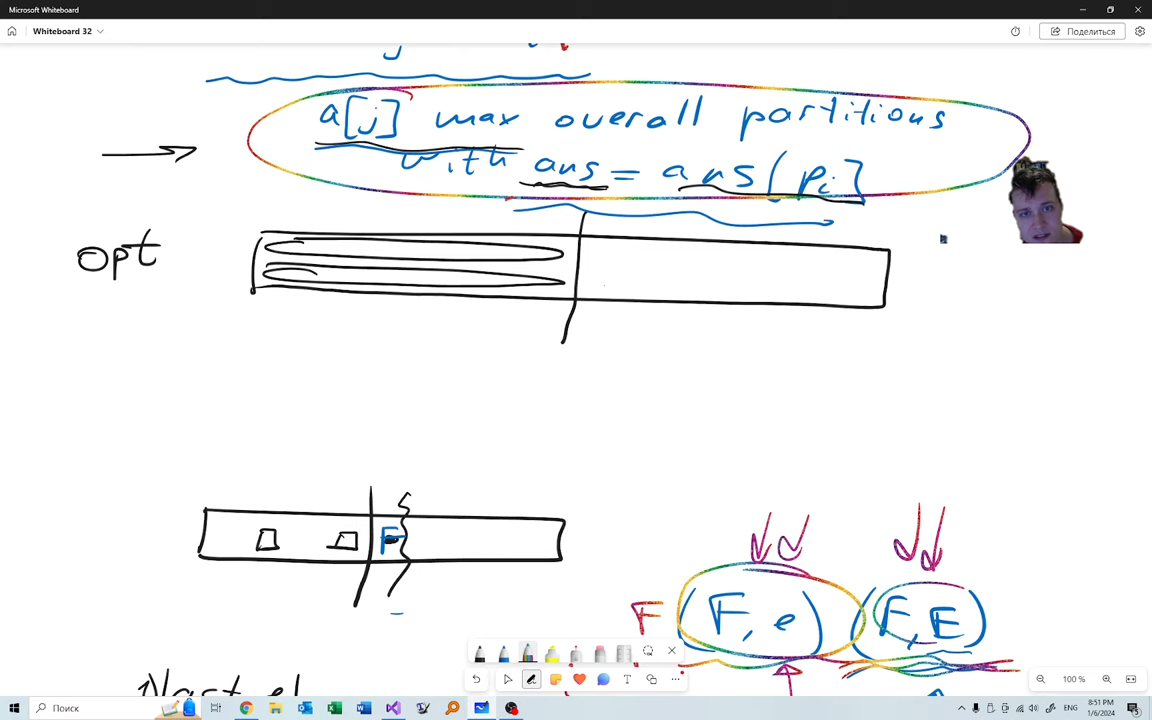 Microsoft Whiteboard
Whiteboard 32
Поделиться
a[j] max overall partitions
with ans = ans[pi]
opt
F
F (F, e) (F, E)
100 %
Поиск
ENG
8:51 PM
1/6/2024
5